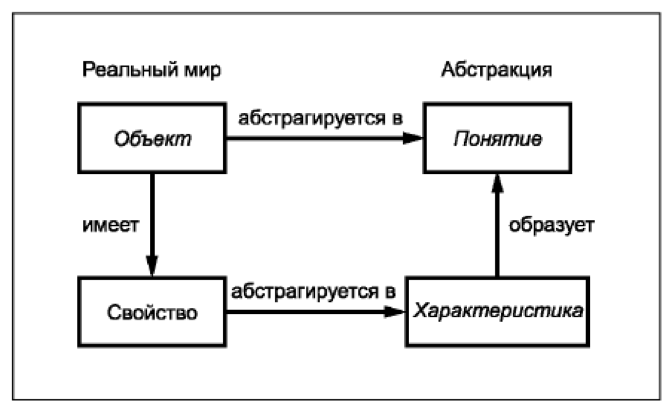 Реальный мир
Абстракция
Объект
абстрагируется в
Понятие
имеет
образует
Свойство
абстрагируется в
Характеристика